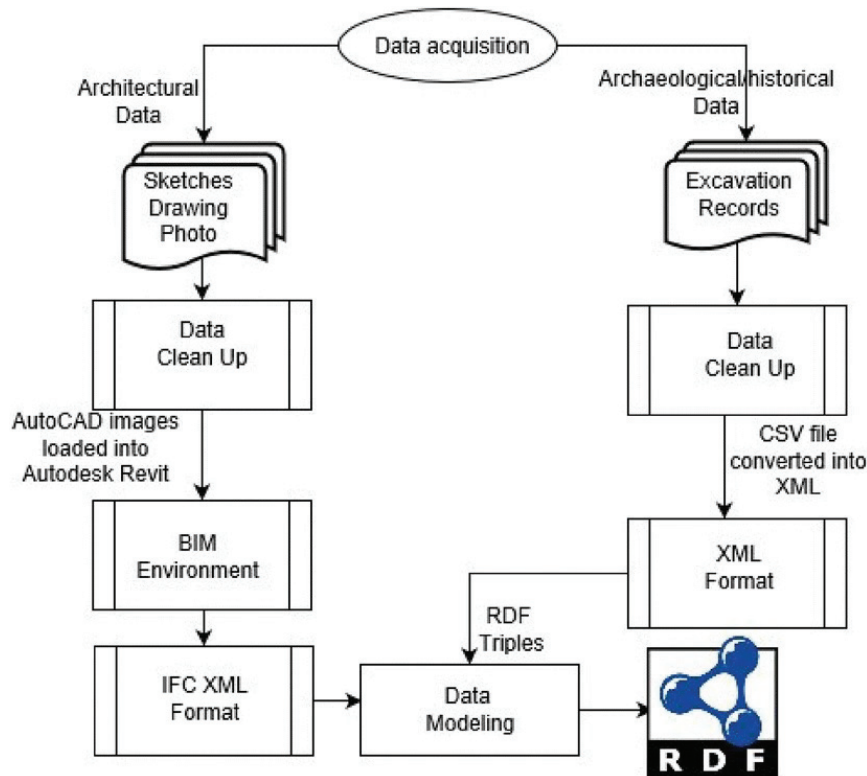 Data acquisition
Architectural
Data
Archaeological/historical
Data
Sketches
Drawing
Photo
Excavation
Records
Data
Clean Up
Data
Clean Up
AutoCAD images
loaded into
Autodesk Revit
CSV file
converted into
XML
BIM
Environment
XML
Format
RDF
Triples
IFC XML
Format
Data
Modeling
R D F